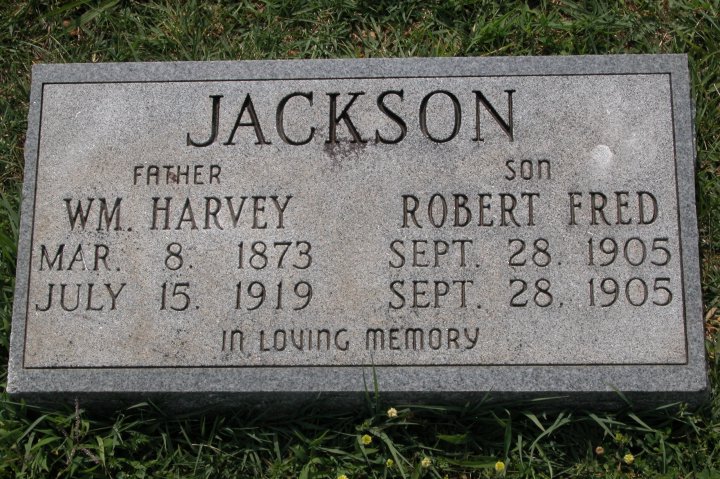 JACKSON
FATHER
WM. HARVEY
MAR. 8. 1873
JULY 15. 1919
SON
ROBERT FRED
SEPT. 28. 1905
SEPT. 28. 1905
IN LOVING MEMORY